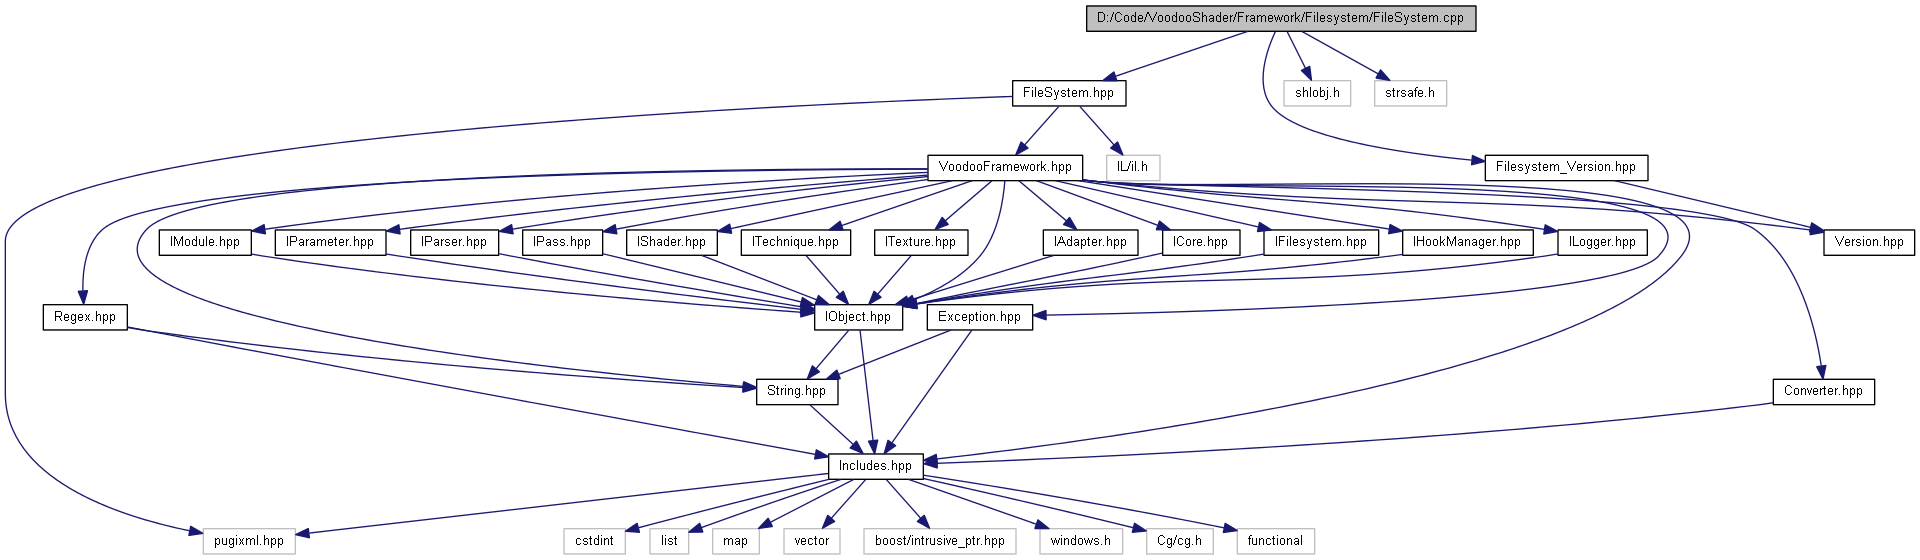 D:/Code/VoodooShader/Framework/Filesystem/FileSystem.cpp
FileSystem.hpp
shlobj.h
strsafe.h
VoodooFramework.hpp
IL/il.h
Filesystem_Version.hpp
IModule.hpp
IParameter.hpp
IParser.hpp
IPass.hpp
IShader.hpp
ITechnique.hpp
ITexture.hpp
IAdapter.hpp
ICore.hpp
IFilesystem.hpp
IHookManager.hpp
ILogger.hpp
Version.hpp
Regex.hpp
IObject.hpp
Exception.hpp
String.hpp
Converter.hpp
Includes.hpp
pugixml.hpp
cstdint
list
map
vector
boost/intrusive_ptr.hpp
windows.h
Cg/cg.h
functional